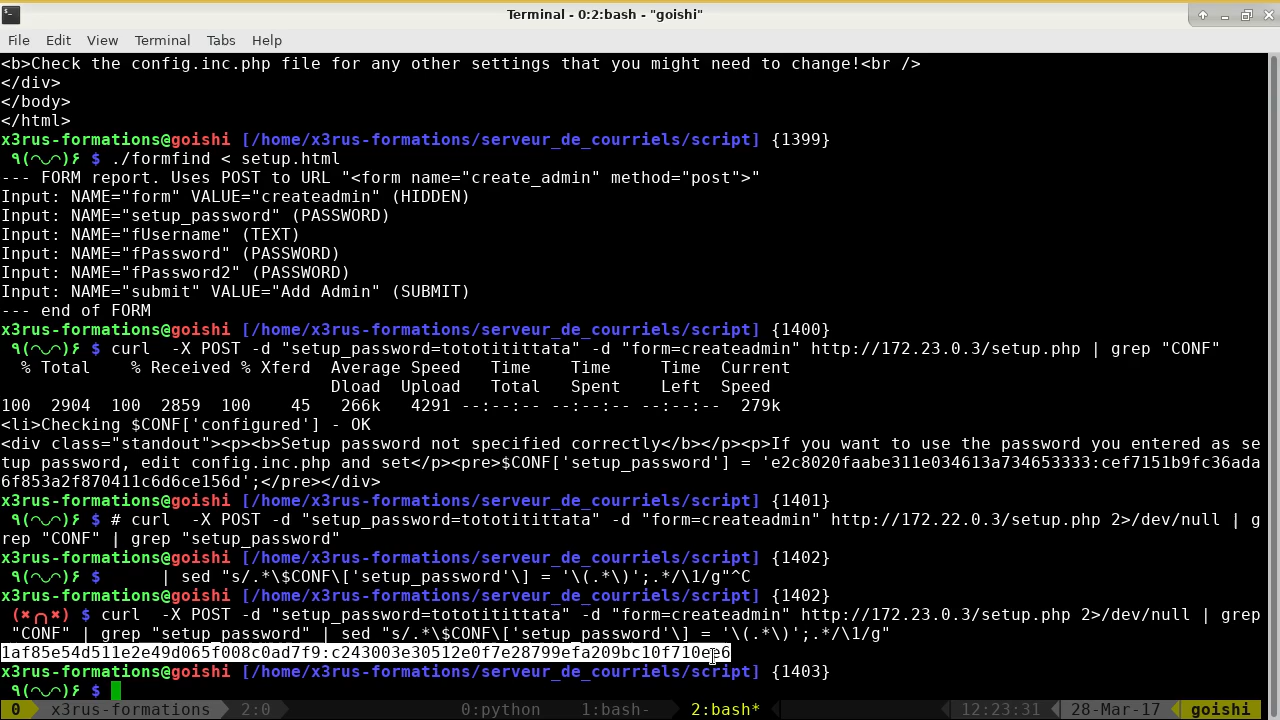 Terminal - 0:2:bash - "goishi"
File Edit View Terminal Tabs Help
<b>Check the config.inc.php file for any other settings that you might need to change!<br />
</div>
</body>
</html>
x3rus-formations@goishi [/home/x3rus-formations/serveur_de_courriels/script] {1399}
٩(◠◡◠)۶ $ ./formfind < setup.html
--- FORM report. Uses POST to URL "<form name="create_admin" method="post">"
Input: NAME="form" VALUE="createadmin" (HIDDEN)
Input: NAME="setup_password" (PASSWORD)
Input: NAME="fUsername" (TEXT)
Input: NAME="fPassword" (PASSWORD)
Input: NAME="fPassword2" (PASSWORD)
Input: NAME="submit" VALUE="Add Admin" (SUBMIT)
--- end of FORM
x3rus-formations@goishi [/home/x3rus-formations/serveur_de_courriels/script] {1400}
٩(◠◡◠)۶ $ curl  -X POST -d "setup_password=tototitittata" -d "form=createadmin" http://172.23.0.3/setup.php | grep "CONF"
% Total    % Received % Xferd  Average Speed   Time    Time     Time  Current
Dload  Upload   Total   Spent    Left  Speed
100  2904  100  2859  100    45   266k   4291 --:--:-- --:--:-- --:--:--  279k
<li>Checking $CONF['configured'] - OK
<div class="standout"><p><b>Setup password not specified correctly</b></p><p>If you want to use the password you entered as se
tup password, edit config.inc.php and set</p><pre>$CONF['setup_password'] = 'e2c8020faabe311e034613a734653333:cef7151b9fc36ada
6f853a2f870411c6d6ce156d';</pre></div>
x3rus-formations@goishi [/home/x3rus-formations/serveur_de_courriels/script] {1401}
٩(◠◡◠)۶ $ # curl  -X POST -d "setup_password=tototitittata" -d "form=createadmin" http://172.22.0.3/setup.php 2>/dev/null | g
rep "CONF" | grep "setup_password"
x3rus-formations@goishi [/home/x3rus-formations/serveur_de_courriels/script] {1402}
٩(◠◡◠)۶ $      | sed "s/.*\$CONF\['setup_password'\] = '\(.*\)';.*/\1/g"^C
x3rus-formations@goishi [/home/x3rus-formations/serveur_de_courriels/script] {1402}
(✖╭╮✖) $ curl  -X POST -d "setup_password=tototitittata" -d "form=createadmin" http://172.23.0.3/setup.php 2>/dev/null | grep
"CONF" | grep "setup_password" | sed "s/.*\$CONF\['setup_password'\] = '\(.*\)';.*/\1/g"
1af85e54d511e2e49d065f008c0ad7f9:c243003e30512e0f7e28799efa209bc10f710ee6
x3rus-formations@goishi [/home/x3rus-formations/serveur_de_courriels/script] {1403}
٩(◠◡◠)۶ $
0 x3rus-formations 2:0 0:python 1:bash- 2:bash* 12:23:31 28-Mar-17 goishi